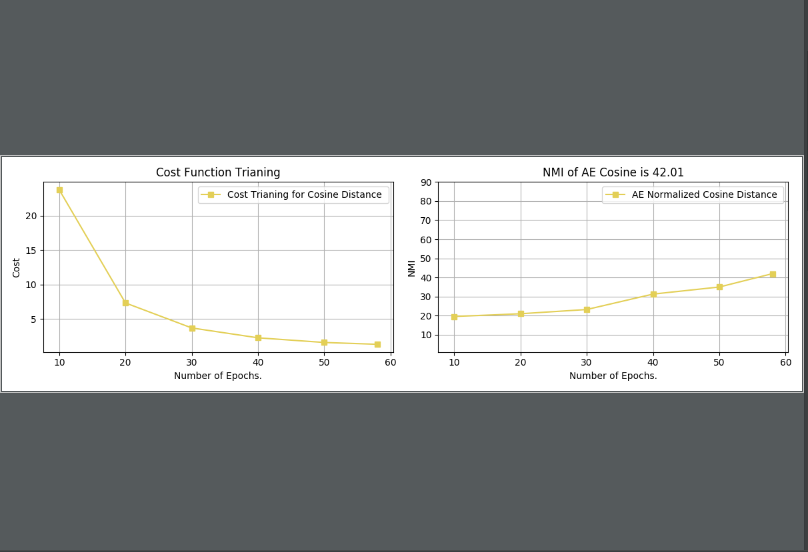 Cost Function Trianing
Cost Trianing for Cosine Distance
20
15
10
5
Cost
10 20 30 40 50 60
Number of Epochs.
NMI of AE Cosine is 42.01
AE Normalized Cosine Distance
90
80
70
60
50
40
30
20
10
NMI
10 20 30 40 50 60
Number of Epochs.